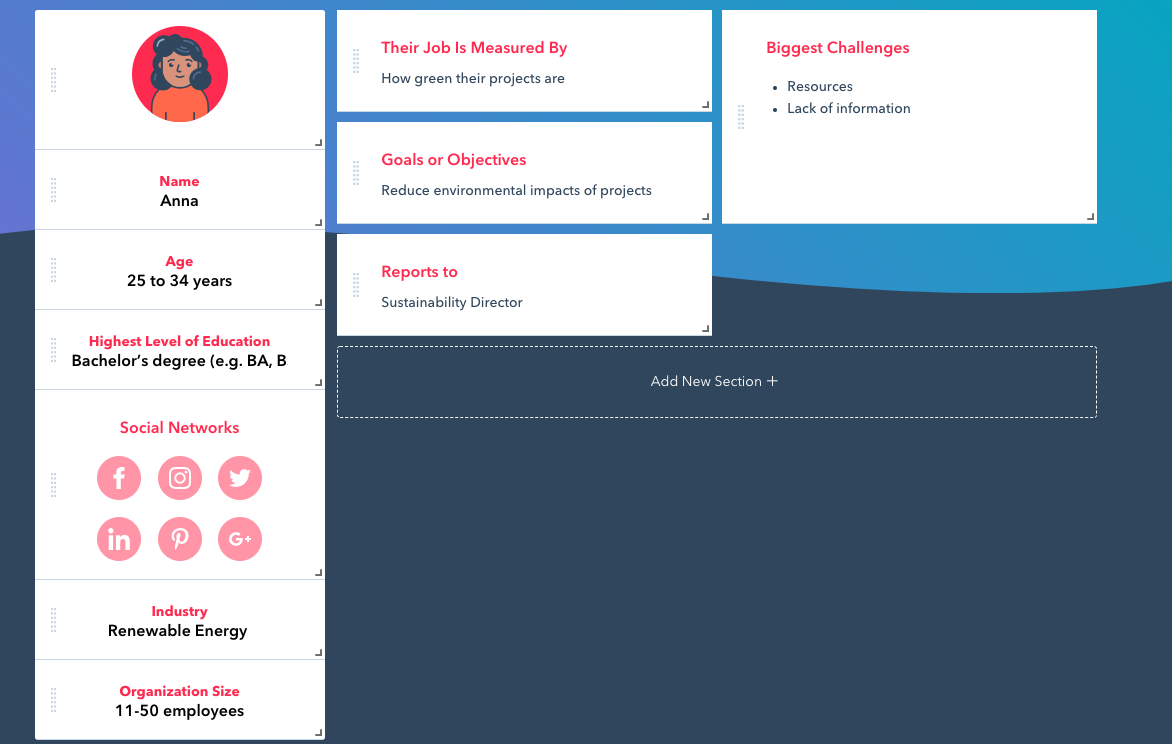 Name
Anna
Age
25 to 34 years
Highest Level of Education
Bachelor’s degree (e.g. BA, B
Social Networks
f
in
G+
Industry
Renewable Energy
Organization Size
11-50 employees
Their Job Is Measured By
How green their projects are
Goals or Objectives
Reduce environmental impacts of projects
Reports to
Sustainability Director
Biggest Challenges
• Resources
• Lack of information
Add New Section +